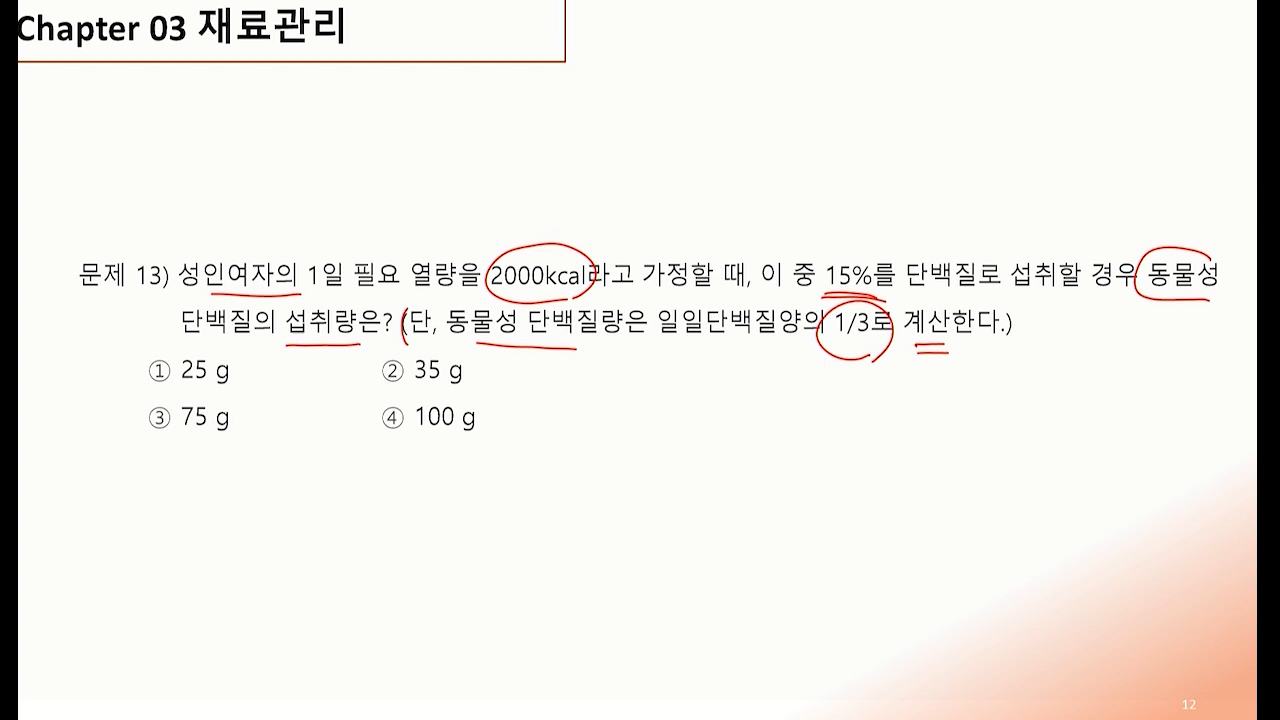 Chapter 03 재료관리
문제 13) 성인여자의 1일 필요 열량을 2000kcal라고 가정할 때, 이 중 15%를 단백질로 섭취할 경우 동물성
단백질의 섭취량은? (단, 동물성 단백질량은 일일단백질양의 1/3로 계산한다.)
① 25 g ② 35 g
③ 75 g ④ 100 g
12